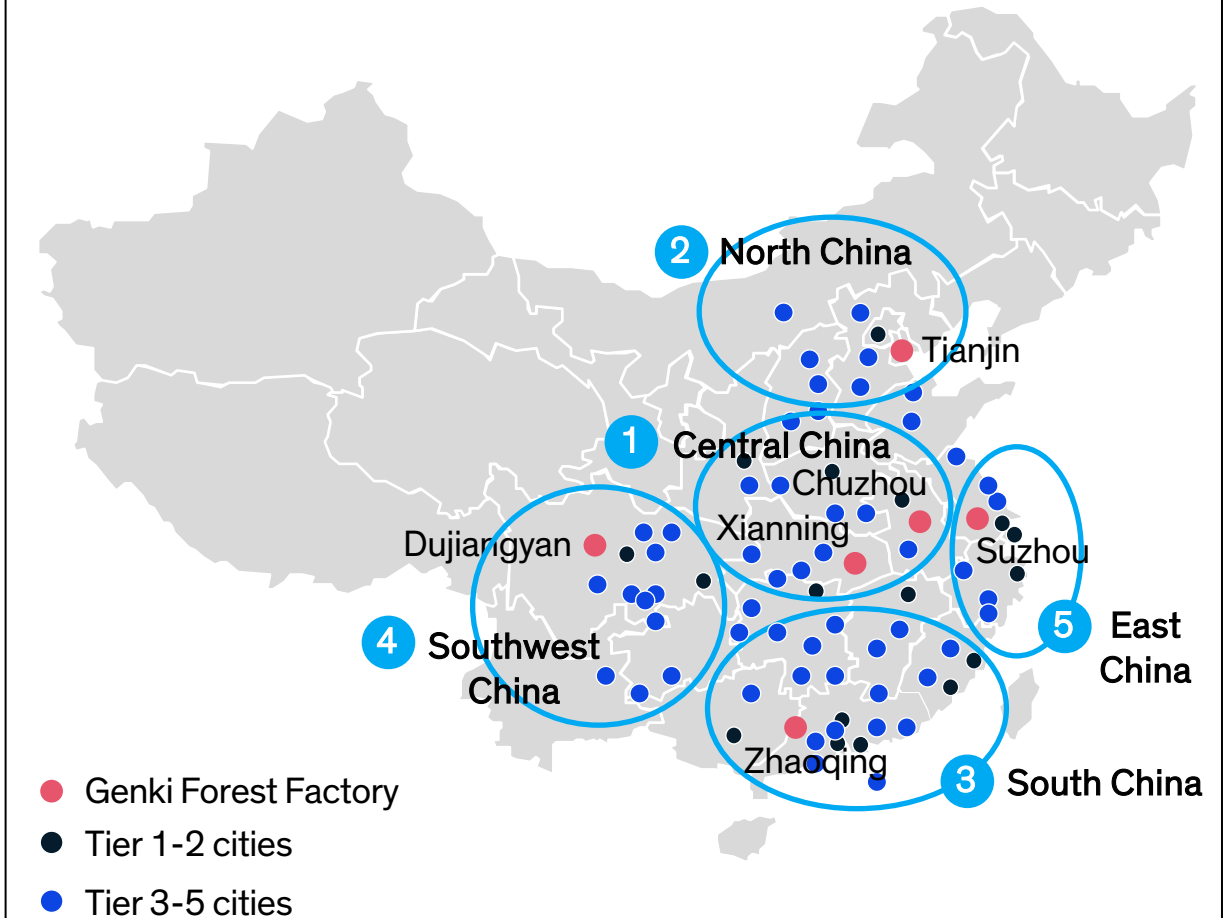 2 North China
Tianjin
1 Central China
Chuzhou
Xianning
Dujiangyan
Suzhou
5 East
China
4 Southwest
China
Zhaoqing
3 South China
Genki Forest Factory
Tier 1-2 cities
Tier 3-5 cities